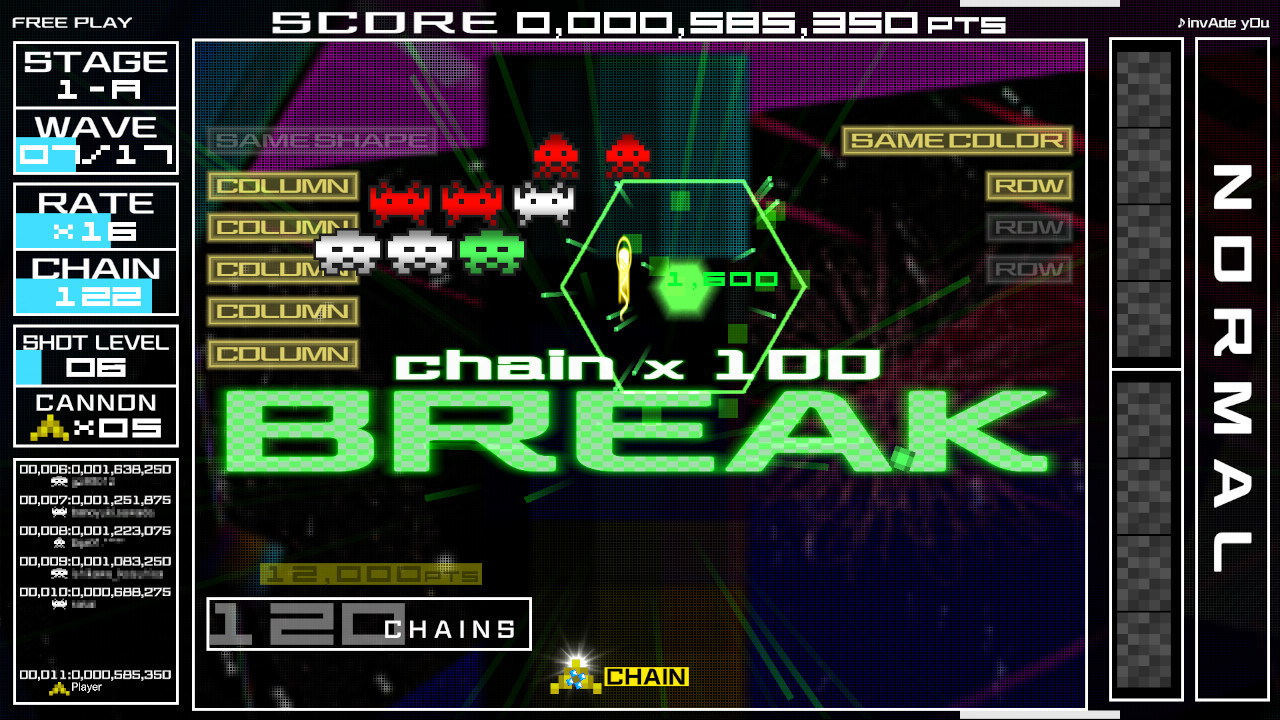 FREE PLAY
SCORE 0,000,585,350 PTS
♪invAde yOu
STAGE
1-A
WAVE
07/17
RATE
x16
CHAIN
122
SHOT LEVEL
06
CANNON
x05
00,006:0,001,638,250
00,007:0,001,251,875
00,008:0,001,223,075
00,009:0,001,083,250
00,010:0,000,688,275
00,011:0,000,585,350
Player
SAME SHAPE
COLUMN
COLUMN
COLUMN
COLUMN
COLUMN
SAME COLOR
ROW
ROW
ROW
1,600
chain x 100
BREAK
12,000PTS
120 CHAINS
CHAIN
NORMAL